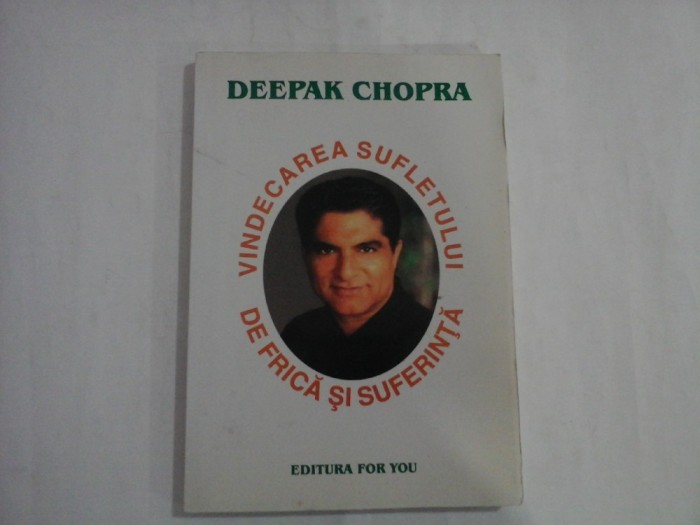 DEEPAK CHOPRA
VINDECAREA SUFLETULUI
DE FRICĂ ŞI SUFERINŢĂ
EDITURA FOR YOU